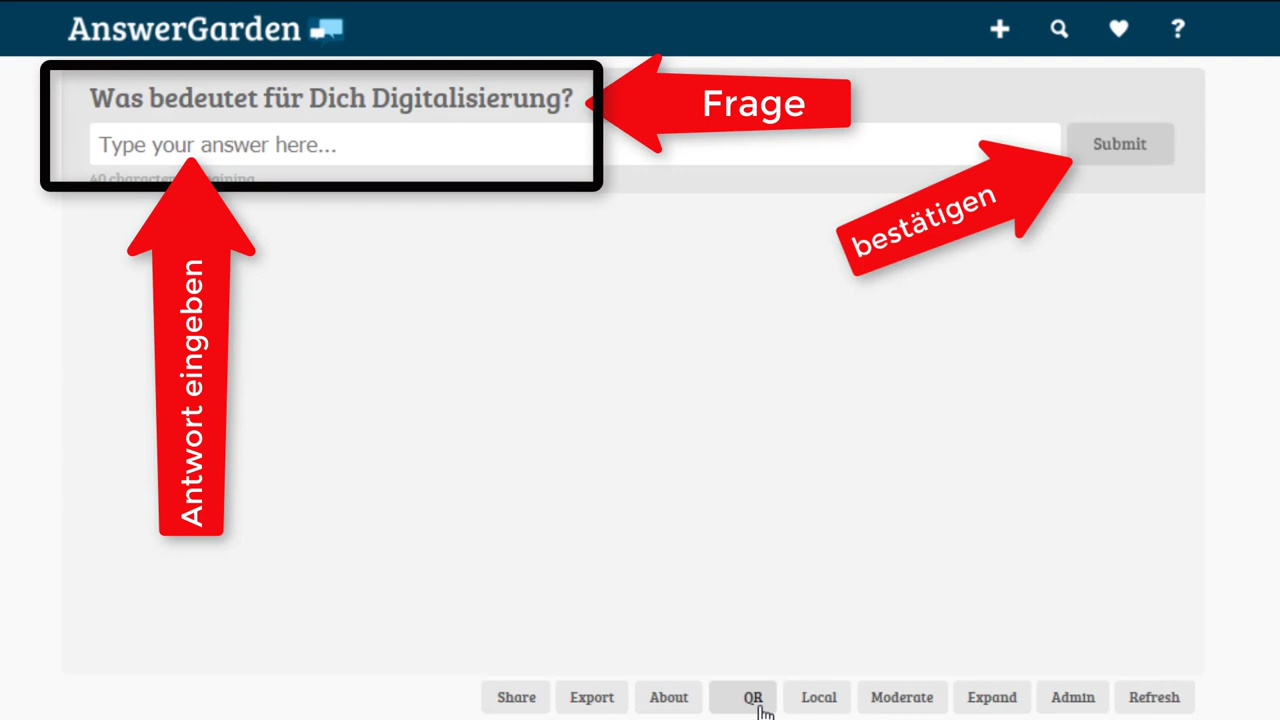 AnswerGarden
Was bedeutet für Dich Digitalisierung?
Frage
Type your answer here...
Submit
bestätigen
Antwort eingeben
Share
Export
About
QR
Local
Moderate
Expand
Admin
Refresh